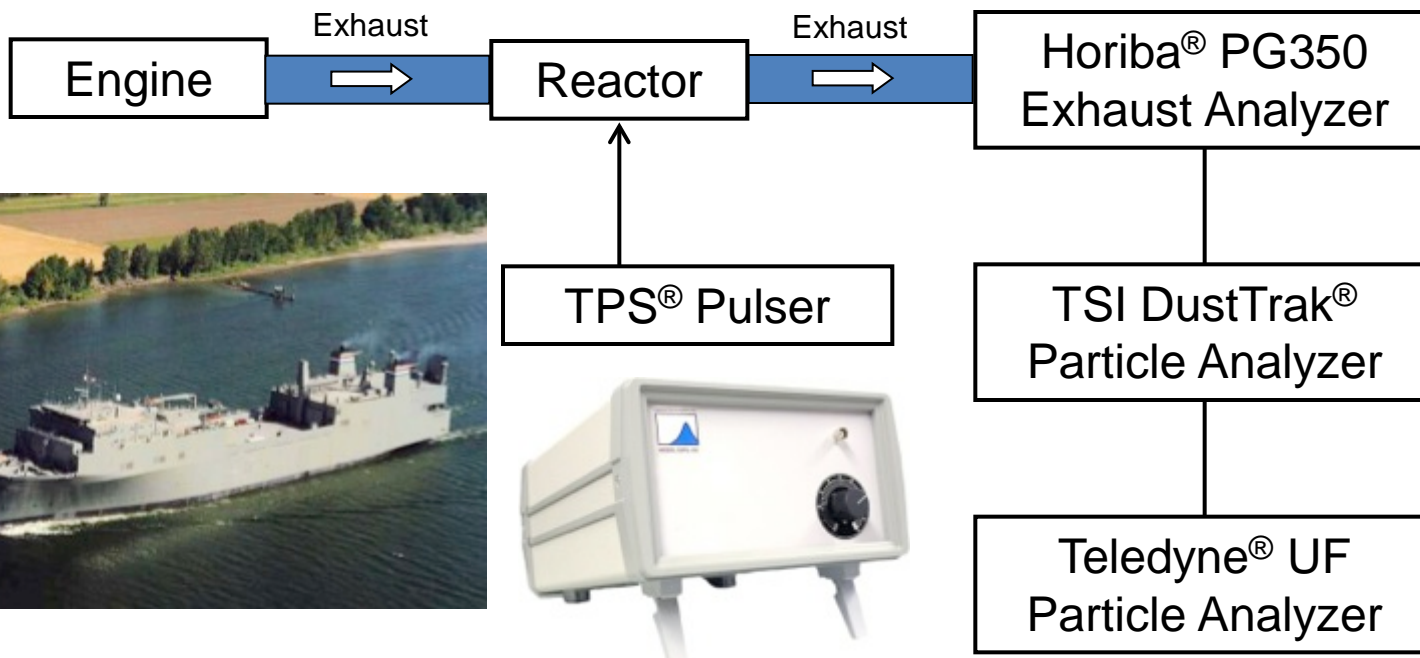 Exhaust
Exhaust
Engine
Reactor
Horiba® PG350
Exhaust Analyzer
TPS® Pulser
TSI DustTrak®
Particle Analyzer
Teledyne® UF
Particle Analyzer